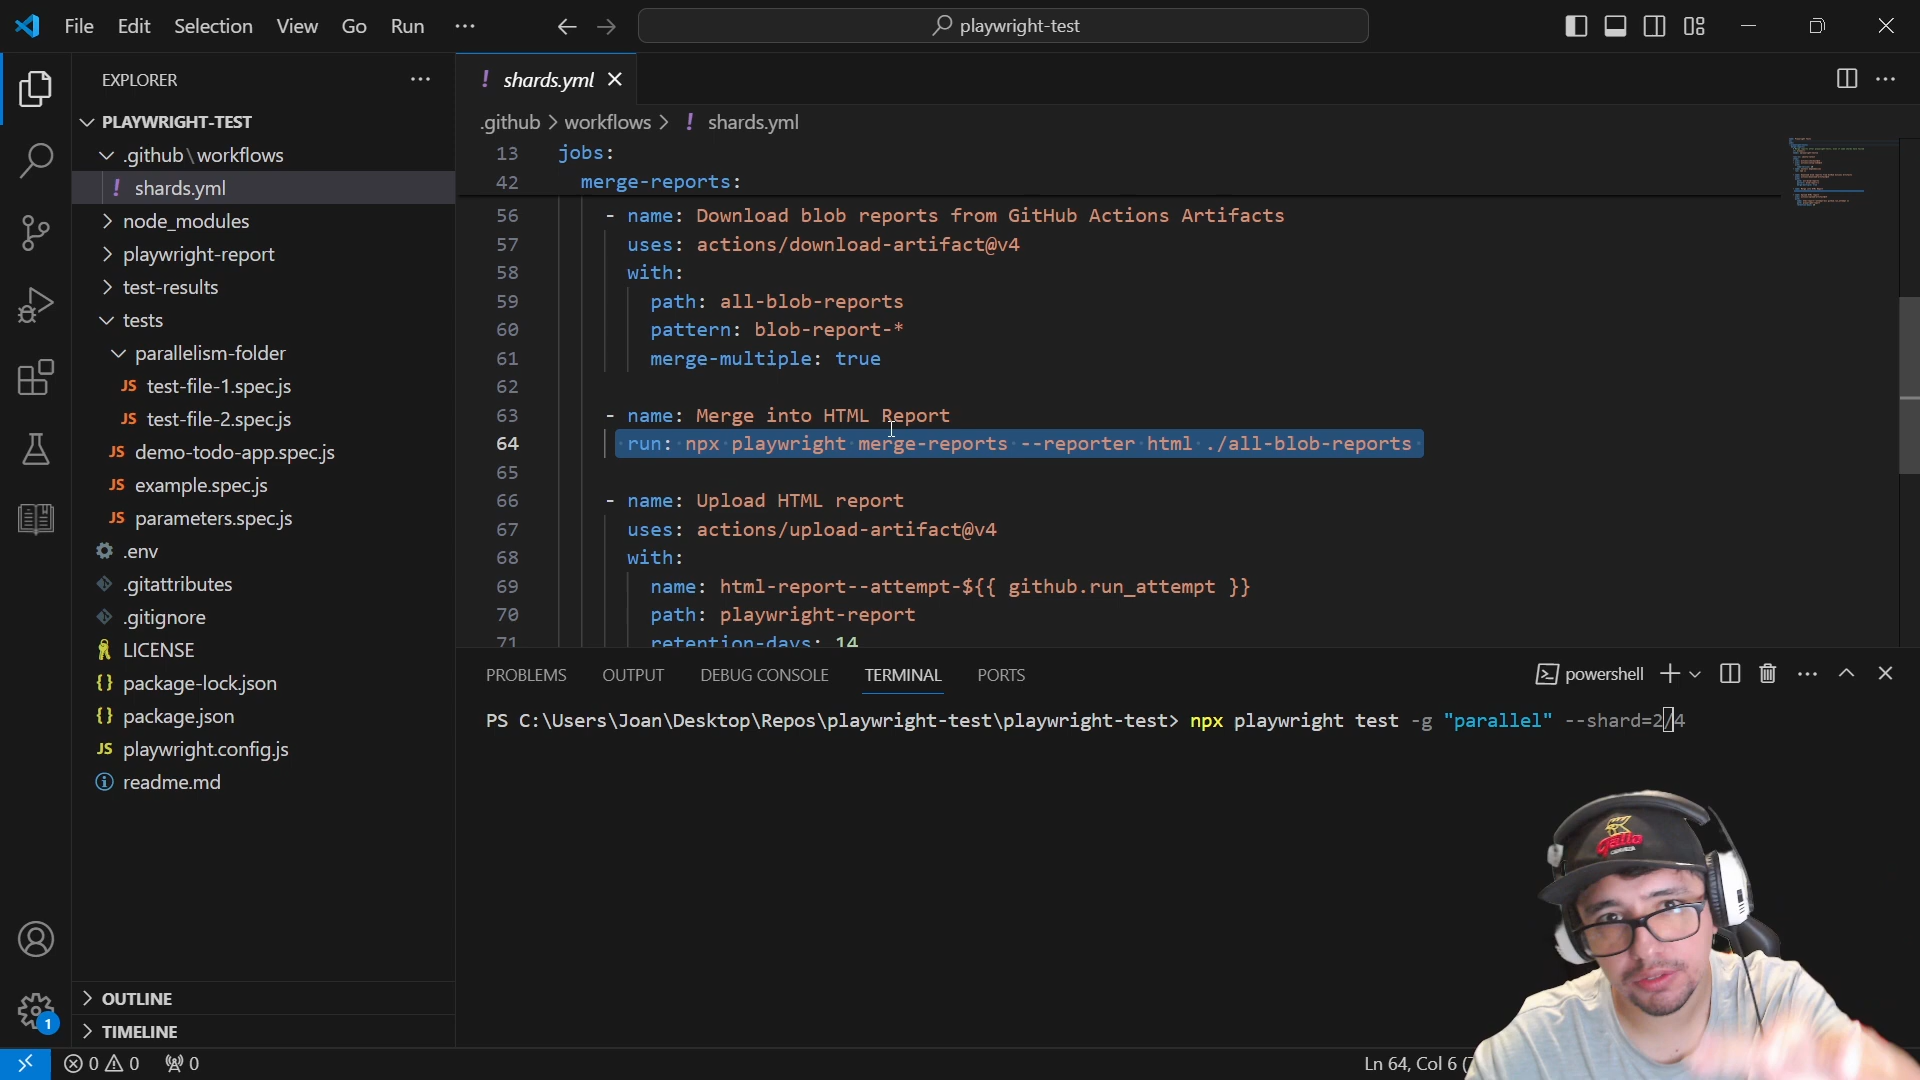 File Edit Selection View Go Run ··· playwright-test
EXPLORER ···
PLAYWRIGHT-TEST
.github\workflows
! shards.yml
node_modules
playwright-report
test-results
tests
parallelism-folder
JS test-file-1.spec.js
JS test-file-2.spec.js
JS demo-todo-app.spec.js
JS example.spec.js
JS parameters.spec.js
.env
.gitattributes
.gitignore
LICENSE
{} package-lock.json
{} package.json
JS playwright.config.js
readme.md
OUTLINE
TIMELINE
1
! shards.yml
.github > workflows > ! shards.yml
13 jobs:
42 merge-reports:
56 - name: Download blob reports from GitHub Actions Artifacts
57 uses: actions/download-artifact@v4
58 with:
59 path: all-blob-reports
60 pattern: blob-report-*
61 merge-multiple: true
62
63 - name: Merge into HTML Report
64 run: npx playwright merge-reports --reporter html ./all-blob-reports
65
66 - name: Upload HTML report
67 uses: actions/upload-artifact@v4
68 with:
69 name: html-report--attempt-${{ github.run_attempt }}
70 path: playwright-report
71 retention-days: 14
PROBLEMS OUTPUT DEBUG CONSOLE TERMINAL PORTS powershell
PS C:\Users\Joan\Desktop\Repos\playwright-test\playwright-test> npx playwright test -g "parallel" --shard=2/4
Gallo
CERVEZA
0 0 0 Ln 64, Col 6